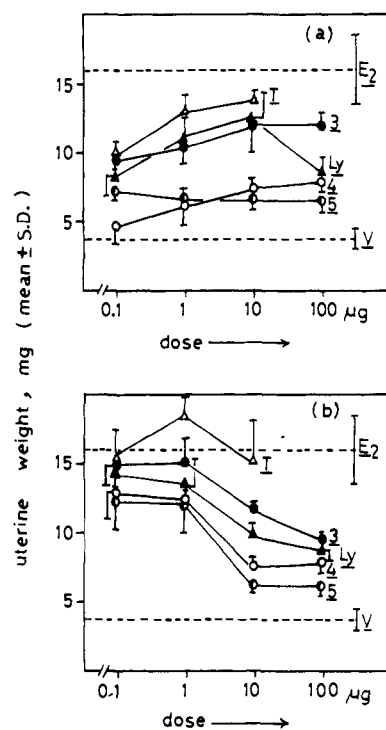 (a)
E2
15
T
3
10
Ly
4
5
5
V
0.1 1 10 100 µg
dose
uterine weight, mg (mean ± S.D.)
(b)
E2
15
T
3
10
Ly
4
5
5
V
0.1 1 10 100 µg
dose